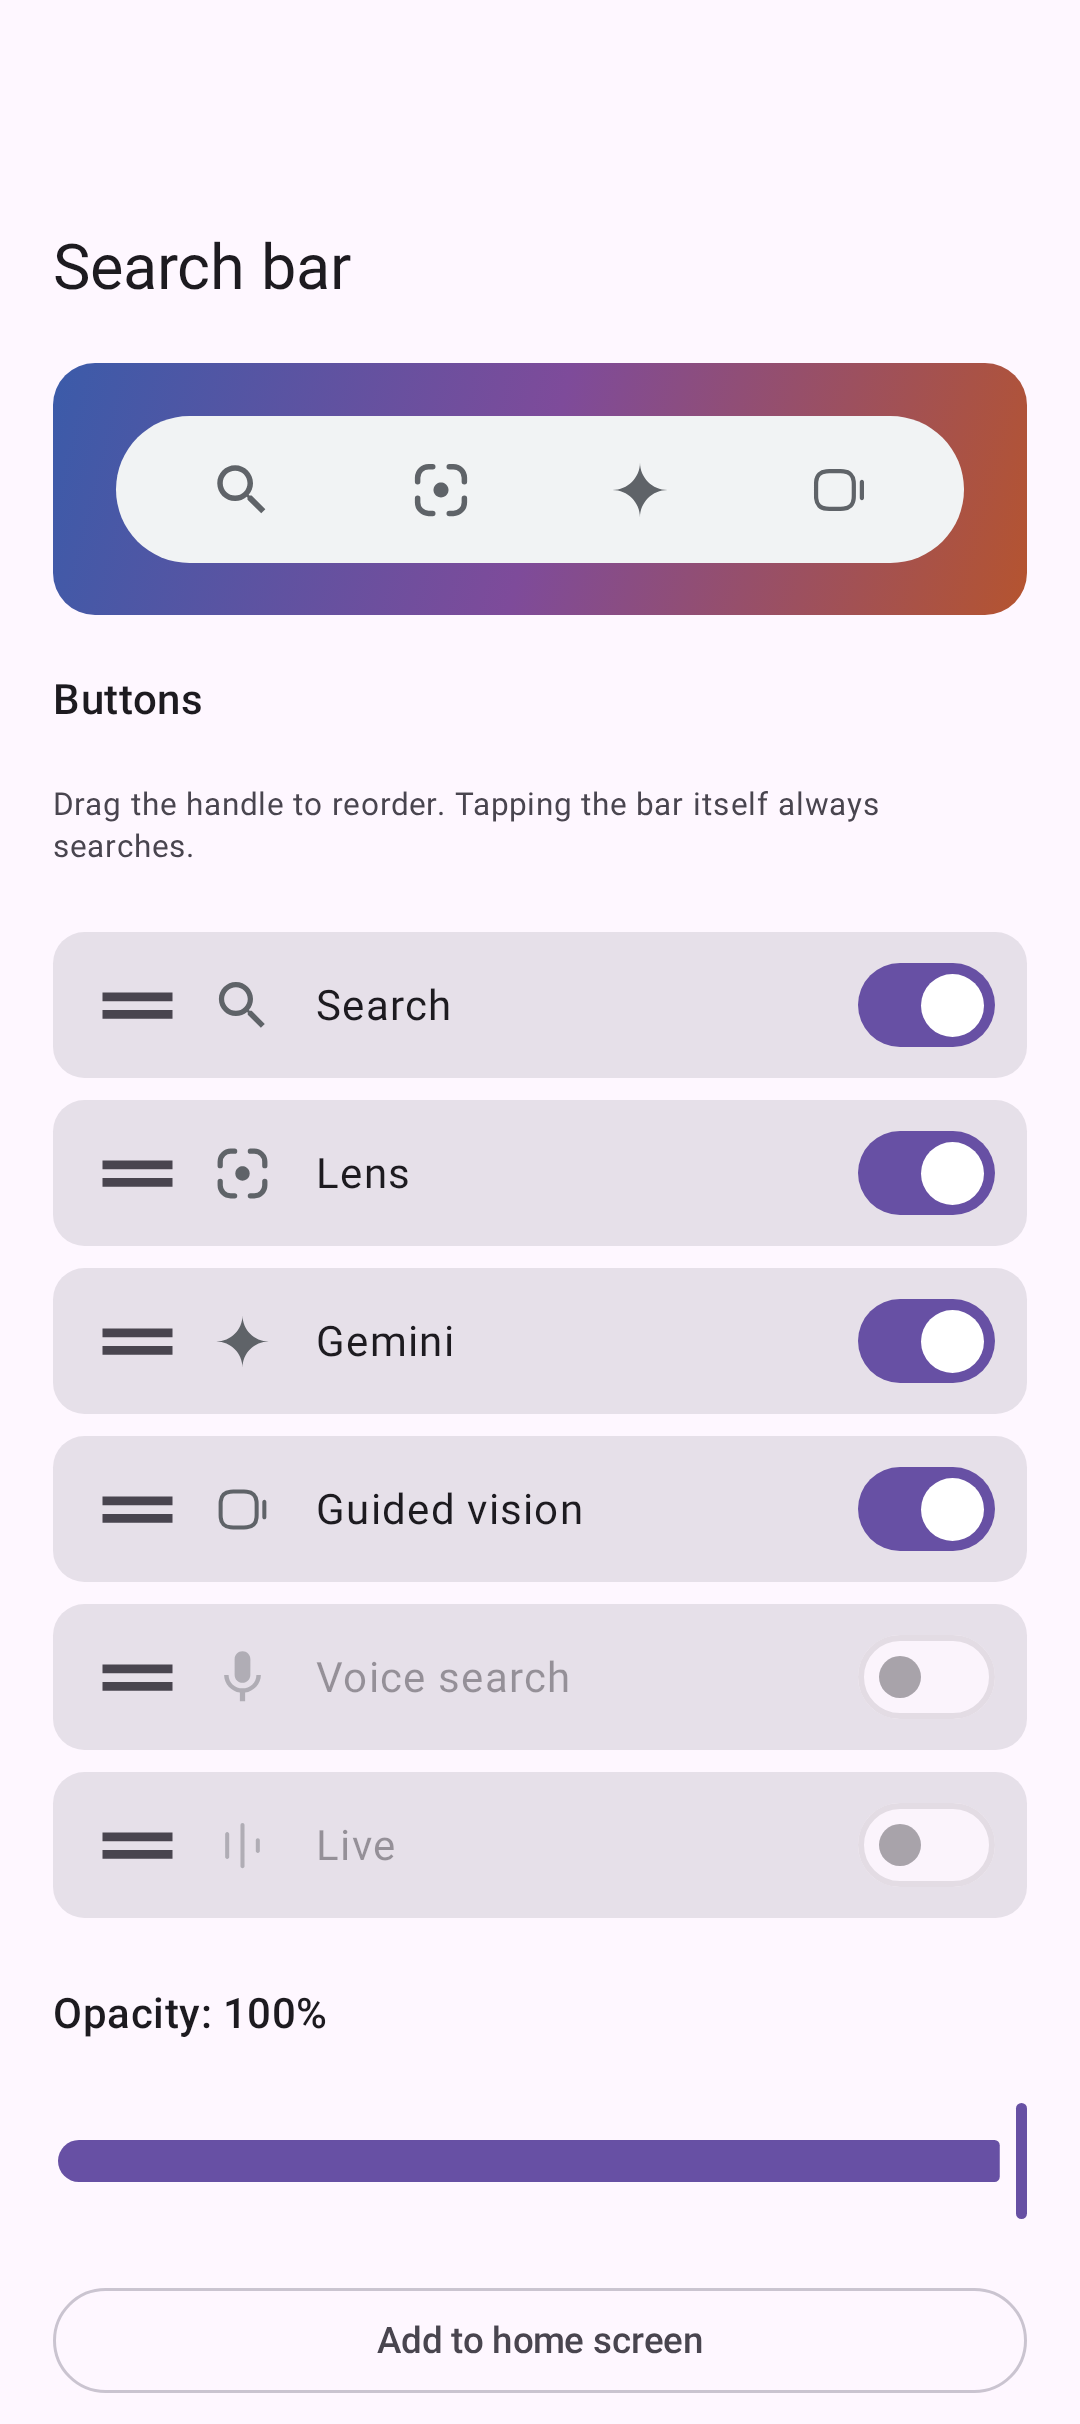 Search bar
Buttons
Drag the handle to reorder. Tapping the bar itself always
searches.
Search
Lens
Gemini
Guided vision
Voice search
Live
Opacity: 100%
Add to home screen